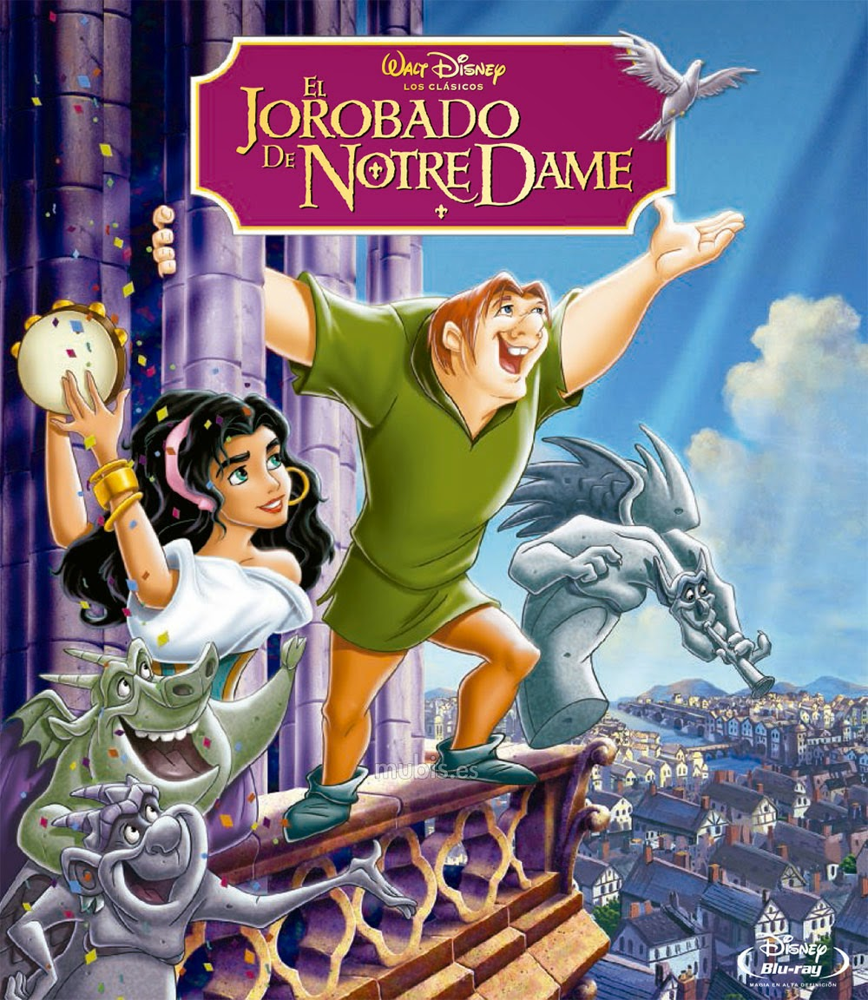 WALT DISNEY
LOS CLÁSICOS
EL
JOROBADO
DE NOTRE DAME
mubis.es
DISNEY
Blu-ray
MAGIA EN ALTA DEFINICIÓN